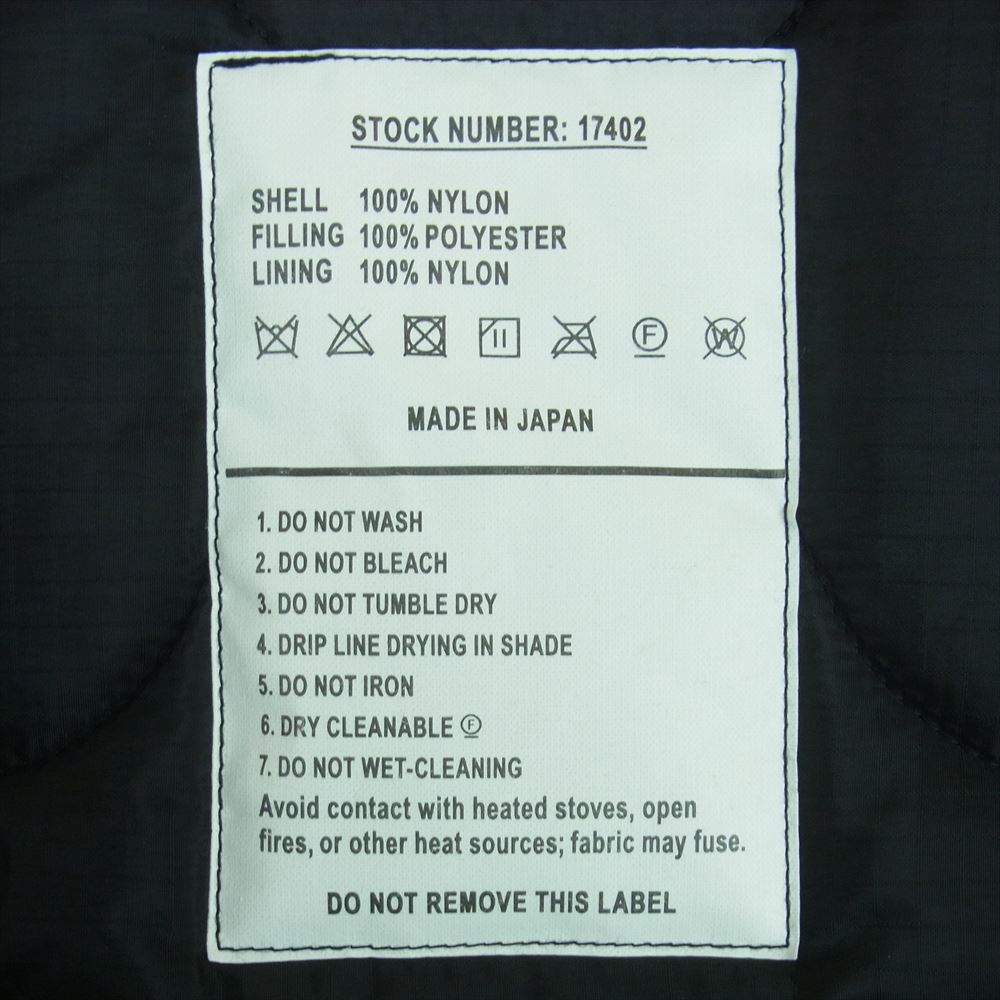 STOCK NUMBER: 17402
SHELL 100% NYLON
FILLING 100% POLYESTER
LINING 100% NYLON
F W
MADE IN JAPAN
1. DO NOT WASH
2. DO NOT BLEACH
3. DO NOT TUMBLE DRY
4. DRIP LINE DRYING IN SHADE
5. DO NOT IRON
6. DRY CLEANABLE Ⓕ
7. DO NOT WET-CLEANING
Avoid contact with heated stoves, open
fires, or other heat sources; fabric may fuse.
DO NOT REMOVE THIS LABEL